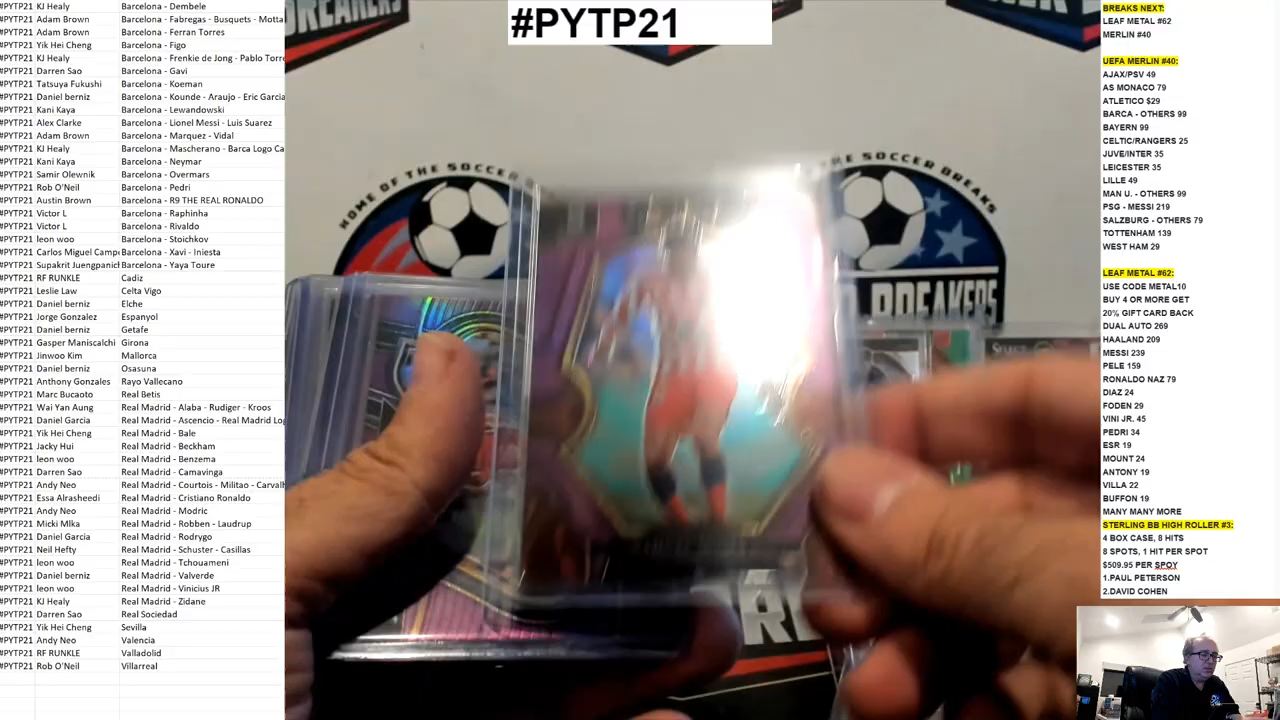 #PYTP21
#PYTP21 KJ Healy Barcelona - Dembele
#PYTP21 Adam Brown Barcelona - Fabregas - Busquets - Motta
#PYTP21 Adam Brown Barcelona - Ferran Torres
#PYTP21 Yik Hei Cheng Barcelona - Figo
#PYTP21 KJ Healy Barcelona - Frenkie de Jong - Pablo Torre
#PYTP21 Darren Sao Barcelona - Gavi
#PYTP21 Tatsuya Fukushi Barcelona - Koeman
#PYTP21 Daniel berniz Barcelona - Kounde - Araujo - Eric Garcia
#PYTP21 Kani Kaya Barcelona - Lewandowski
#PYTP21 Alex Clarke Barcelona - Lionel Messi - Luis Suarez
#PYTP21 Adam Brown Barcelona - Marquez - Vidal
#PYTP21 KJ Healy Barcelona - Mascherano - Barca Logo Ca
#PYTP21 Kani Kaya Barcelona - Neymar
#PYTP21 Samir Olewnik Barcelona - Overmars
#PYTP21 Rob O'Neil Barcelona - Pedri
#PYTP21 Austin Brown Barcelona - R9 THE REAL RONALDO
#PYTP21 Victor L Barcelona - Raphinha
#PYTP21 Victor L Barcelona - Rivaldo
#PYTP21 leon woo Barcelona - Stoichkov
#PYTP21 Carlos Miguel Campo Barcelona - Xavi - Iniesta
#PYTP21 Supakrit Juengpanich Barcelona - Yaya Toure
#PYTP21 RF RUNKLE Cadiz
#PYTP21 Leslie Law Celta Vigo
#PYTP21 Daniel berniz Elche
#PYTP21 Jorge Gonzalez Espanyol
#PYTP21 Daniel berniz Getafe
#PYTP21 Gasper Maniscalchi Girona
#PYTP21 Jinwoo Kim Mallorca
#PYTP21 Daniel berniz Osasuna
#PYTP21 Anthony Gonzales Rayo Vallecano
#PYTP21 Marc Bucaoto Real Betis
#PYTP21 Wai Yan Aung Real Madrid - Alaba - Rudiger - Kroos
#PYTP21 Daniel Garcia Real Madrid - Ascencio - Real Madrid Log
#PYTP21 Yik Hei Cheng Real Madrid - Bale
#PYTP21 Jacky Hui Real Madrid - Beckham
#PYTP21 leon woo Real Madrid - Benzema
#PYTP21 Darren Sao Real Madrid - Camavinga
#PYTP21 Andy Neo Real Madrid - Courtois - Militao - Carvalh
#PYTP21 Essa Alrasheedi Real Madrid - Cristiano Ronaldo
#PYTP21 Andy Neo Real Madrid - Modric
#PYTP21 Micki Mlka Real Madrid - Robben - Laudrup
#PYTP21 Daniel Garcia Real Madrid - Rodrygo
#PYTP21 Neil Hefty Real Madrid - Schuster - Casillas
#PYTP21 leon woo Real Madrid - Tchouameni
#PYTP21 Daniel berniz Real Madrid - Valverde
#PYTP21 leon woo Real Madrid - Vinicius JR
#PYTP21 KJ Healy Real Madrid - Zidane
#PYTP21 Darren Sao Real Sociedad
#PYTP21 Yik Hei Cheng Sevilla
#PYTP21 Andy Neo Valencia
#PYTP21 RF RUNKLE Valladolid
#PYTP21 Rob O'Neil Villarreal
BREAKERS
HOME OF THE SOCCER
THE SOCCER BREAKS
BREAKERS
SELECT
BREAKS NEXT:
LEAF METAL #62
MERLIN #40
UEFA MERLIN #40:
AJAX/PSV 49
AS MONACO 79
ATLETICO $29
BARCA - OTHERS 99
BAYERN 99
CELTIC/RANGERS 25
JUVE/INTER 35
LEICESTER 35
LILLE 49
MAN U. - OTHERS 99
PSG - MESSI 219
SALZBURG - OTHERS 79
TOTTENHAM 139
WEST HAM 29
LEAF METAL #62:
USE CODE METAL10
BUY 4 OR MORE GET
20% GIFT CARD BACK
DUAL AUTO 269
HAALAND 209
MESSI 239
PELE 159
RONALDO NAZ 79
DIAZ 24
FODEN 29
VINI JR. 45
PEDRI 34
ESR 19
MOUNT 24
ANTONY 19
VILLA 22
BUFFON 19
MANY MANY MORE
STERLING BB HIGH ROLLER #3:
4 BOX CASE, 8 HITS
8 SPOTS, 1 HIT PER SPOT
$509.95 PER SPOY
1.PAUL PETERSON
2.DAVID COHEN